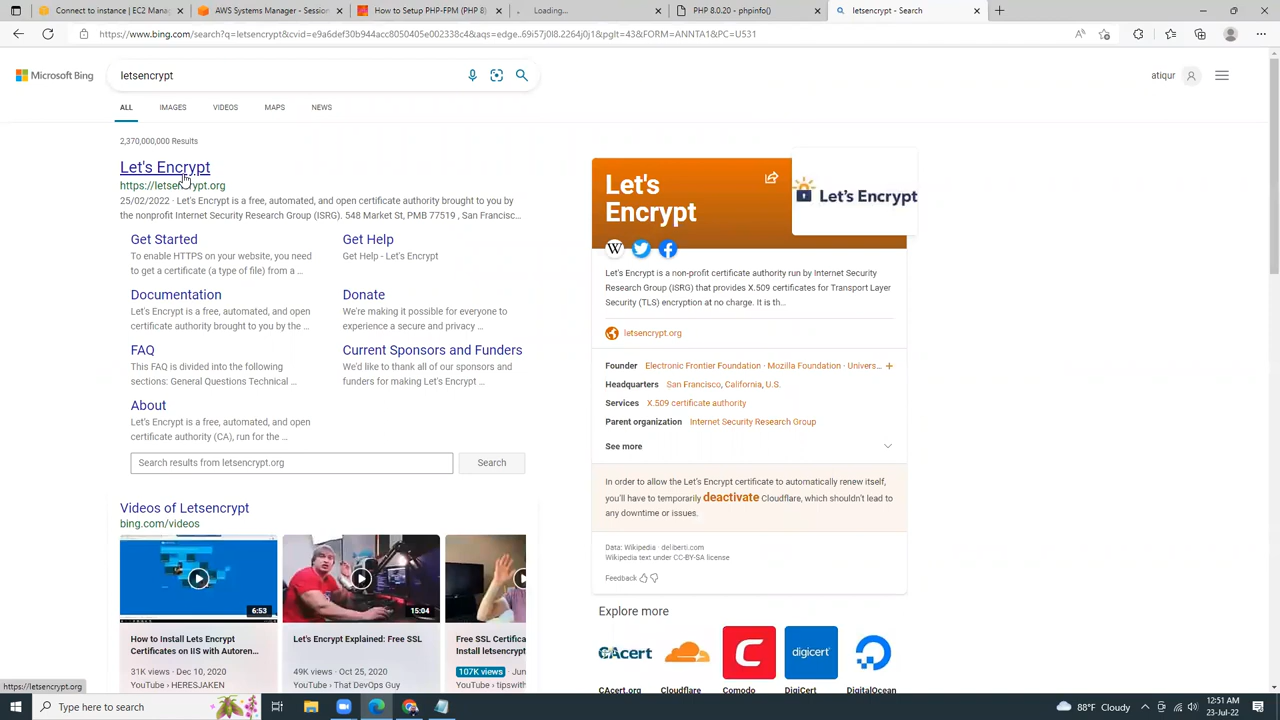 Connect to instance | EC2 Manag
AWS Systems Manager - Session
EC2 Manag
How to Setup PHP-FPM (PHP 8)
Loading...
PHP 8.0.20 - phpinfo()
letsencrypt - Search
https://www.bing.com/search?q=letsencrypt&cvid=e9a6def30b944acc8050405e002338c4&aqs=edge..69i57j0l8.2264j0j1&pglt=43&FORM=ANNTA1&PC=U531
Microsoft Bing
letsencrypt
atiqur
ALL
IMAGES
VIDEOS
MAPS
NEWS
2,370,000,000 Results
Let's Encrypt
https://letsencrypt.org
25/02/2022 · Let's Encrypt is a free, automated, and open certificate authority brought to you by
the nonprofit Internet Security Research Group (ISRG). 548 Market St, PMB 77519 , San Francisc...
Get Started
To enable HTTPS on your website, you need
to get a certificate (a type of file) from a ...
Get Help
Get Help - Let's Encrypt
Documentation
Let's Encrypt is a free, automated, and open
certificate authority brought to you by the ...
Donate
We're making it possible for everyone to
experience a secure and privacy ...
FAQ
This FAQ is divided into the following
sections: General Questions Technical ...
Current Sponsors and Funders
We'd like to thank all of our sponsors and
funders for making Let's Encrypt ...
About
Let's Encrypt is a free, automated, and open
certificate authority (CA), run for the ...
Search results from letsencrypt.org
Search
Videos of Letsencrypt
bing.com/videos
6:53
15:04
How to Install Lets Encrypt
Certificates on IIS with Autoren...
31K views · Dec 10, 2020
YouTube › HERESJAKEN
Let's Encrypt Explained: Free SSL
49K views · Oct 25, 2020
YouTube › That DevOps Guy
Free SSL Certifica
Install letsencrypt
107K views · Jun
YouTube › tipswith
Let's
Encrypt
Let's Encrypt
W
Let's Encrypt is a non-profit certificate authority run by Internet Security
Research Group (ISRG) that provides X.509 certificates for Transport Layer
Security (TLS) encryption at no charge. It is th...
letsencrypt.org
Founder Electronic Frontier Foundation · Mozilla Foundation · Univers... +
Headquarters San Francisco, California, U.S.
Services X.509 certificate authority
Parent organization Internet Security Research Group
See more
In order to allow the Let's Encrypt certificate to automatically renew itself,
you'll have to temporarily deactivate Cloudflare, which shouldn't lead to
any downtime or issues.
Data: Wikipedia · deliberti.com
Wikipedia text under CC-BY-SA license
Feedback
Explore more
CAcert
C
digicert
CAcert.org
Cloudflare
Comodo
DigiCert
DigitalOcean
https://letsencrypt.org
Type here to search
88°F Cloudy
12:51 AM
23-Jul-22